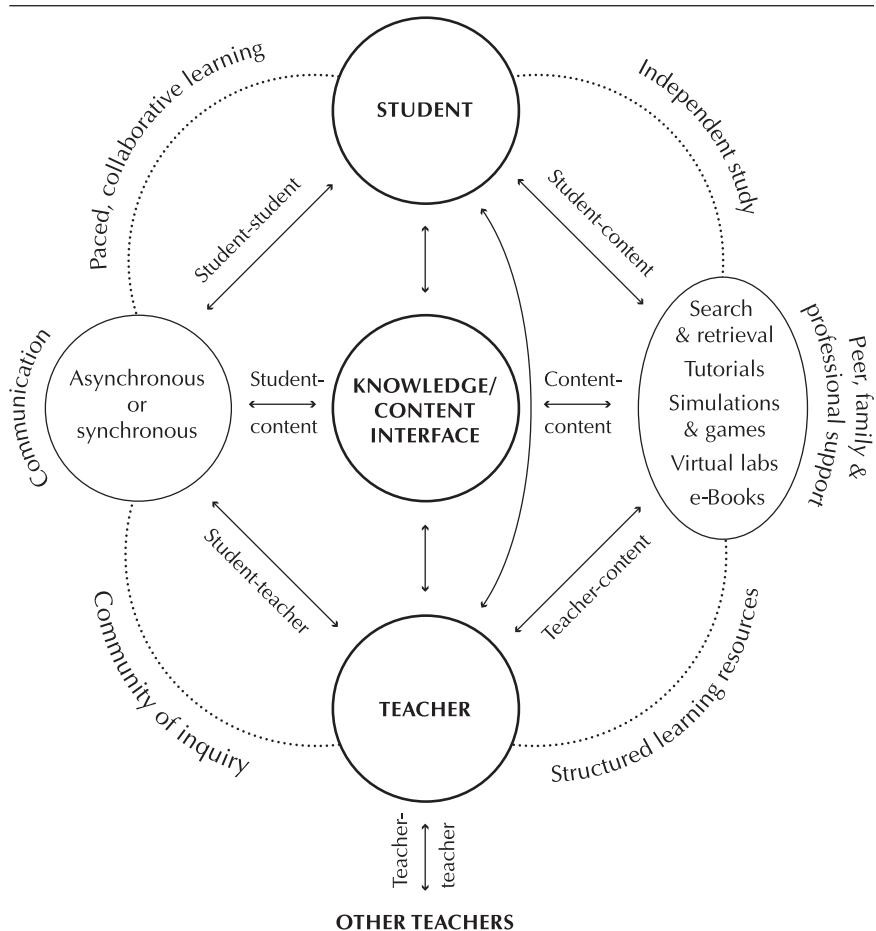 Paced, collaborative learning
STUDENT
Independent study
Student-student
Student-content
Communication
Asynchronous
or
synchronous
Student-
content
KNOWLEDGE/
CONTENT
INTERFACE
Content-
content
Search
& retrieval
Tutorials
Simulations
& games
Virtual labs
e-Books
Peer, family &
professional support
Student-teacher
Teacher-content
Community of inquiry
TEACHER
Structured learning resources
Teacher-
teacher
OTHER TEACHERS